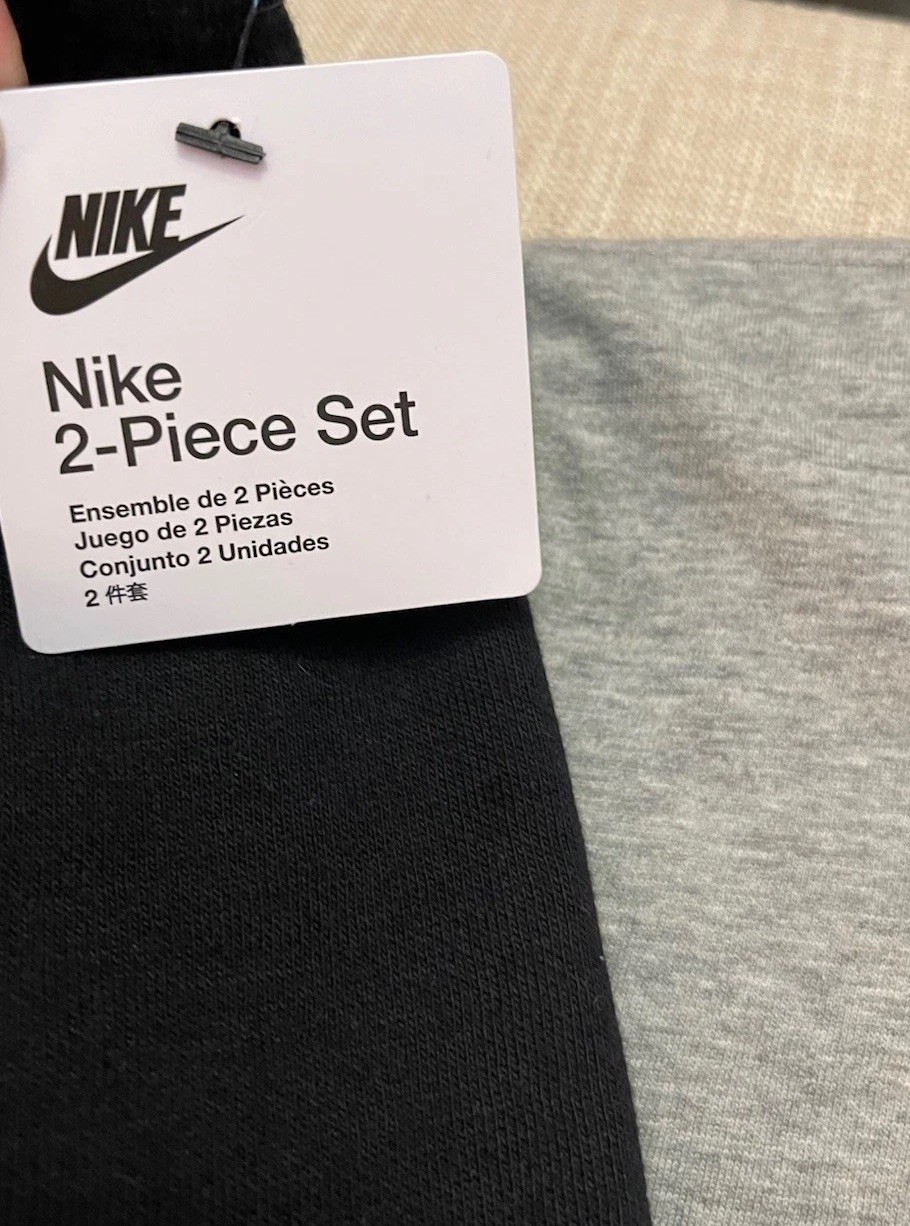 NIKE
Nike
2-Piece Set
Ensemble de 2 Pièces
Juego de 2 Piezas
Conjunto 2 Unidades
2 件套